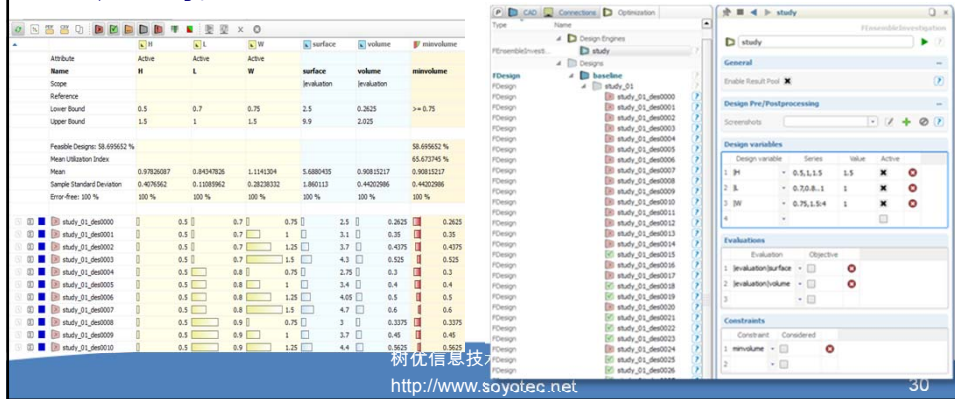 H L W surface volume minvolume
Attribute Active Active Active
Name H L W surface volume minvolume
Scope |evaluation |evaluation
Reference
Lower Bound 0.5 0.7 0.75 2.5 0.2625 >= 0.75
Upper Bound 1.5 1 1.5 9.9 2.025
Feasible Designs: 58.695652 % 58.695652 %
Mean Utilization Index 65.673745 %
Mean 0.97826087 0.84347826 1.1141304 5.6880435 0.90815217 0.90815217
Sample Standard Deviation 0.4076562 0.11085962 0.28238332 1.860113 0.44202986 0.44202986
Error-free: 100 % 100 % 100 % 100 % 100 % 100 % 100 %
study_01_des0000 0.5 0.7 0.75 2.5 0.2625 0.2625
study_01_des0001 0.5 0.7 1 3.1 0.35 0.35
study_01_des0002 0.5 0.7 1.25 3.7 0.4375 0.4375
study_01_des0003 0.5 0.7 1.5 4.3 0.525 0.525
study_01_des0004 0.5 0.8 0.75 2.75 0.3 0.3
study_01_des0005 0.5 0.8 1 3.4 0.4 0.4
study_01_des0006 0.5 0.8 1.25 4.05 0.5 0.5
study_01_des0007 0.5 0.8 1.5 4.7 0.6 0.6
study_01_des0008 0.5 0.9 0.75 3 0.3375 0.3375
study_01_des0009 0.5 0.9 1 3.7 0.45 0.45
study_01_des0010 0.5 0.9 1.25 4.4 0.5625 0.5625
CAD Connections Optimization
Type Name
Design Engines
FEnsembleInvesti... study
Designs
FDesign baseline
FDesign study_01
FDesign study_01_des0000
FDesign study_01_des0001
FDesign study_01_des0002
FDesign study_01_des0003
FDesign study_01_des0004
FDesign study_01_des0005
FDesign study_01_des0006
FDesign study_01_des0007
FDesign study_01_des0008
FDesign study_01_des0009
FDesign study_01_des0010
FDesign study_01_des0011
FDesign study_01_des0012
FDesign study_01_des0013
FDesign study_01_des0014
FDesign study_01_des0015
FDesign study_01_des0016
FDesign study_01_des0017
FDesign study_01_des0018
FDesign study_01_des0019
FDesign study_01_des0020
FDesign study_01_des0021
FDesign study_01_des0022
FDesign study_01_des0023
FDesign study_01_des0024
FDesign study_01_des0025
FDesign study_01_des0026
study
FEnsembleInvestigation
study
General
Enable Result Pool
Design Pre/Postprocessing
Screenshots
Design variables
Design variable Series Value Active
1 |H 0.5,1,1.5 1.5
2 |L 0.7,0.8...1 1
3 |W 0.75,1.5:4 1
4
Evaluations
Evaluation Objective
1 |evaluation|surface
2 |evaluation|volume
3
Constraints
Constraint Considered
1 minvolume
2
树优信息技
http://www.soyotec.net
30